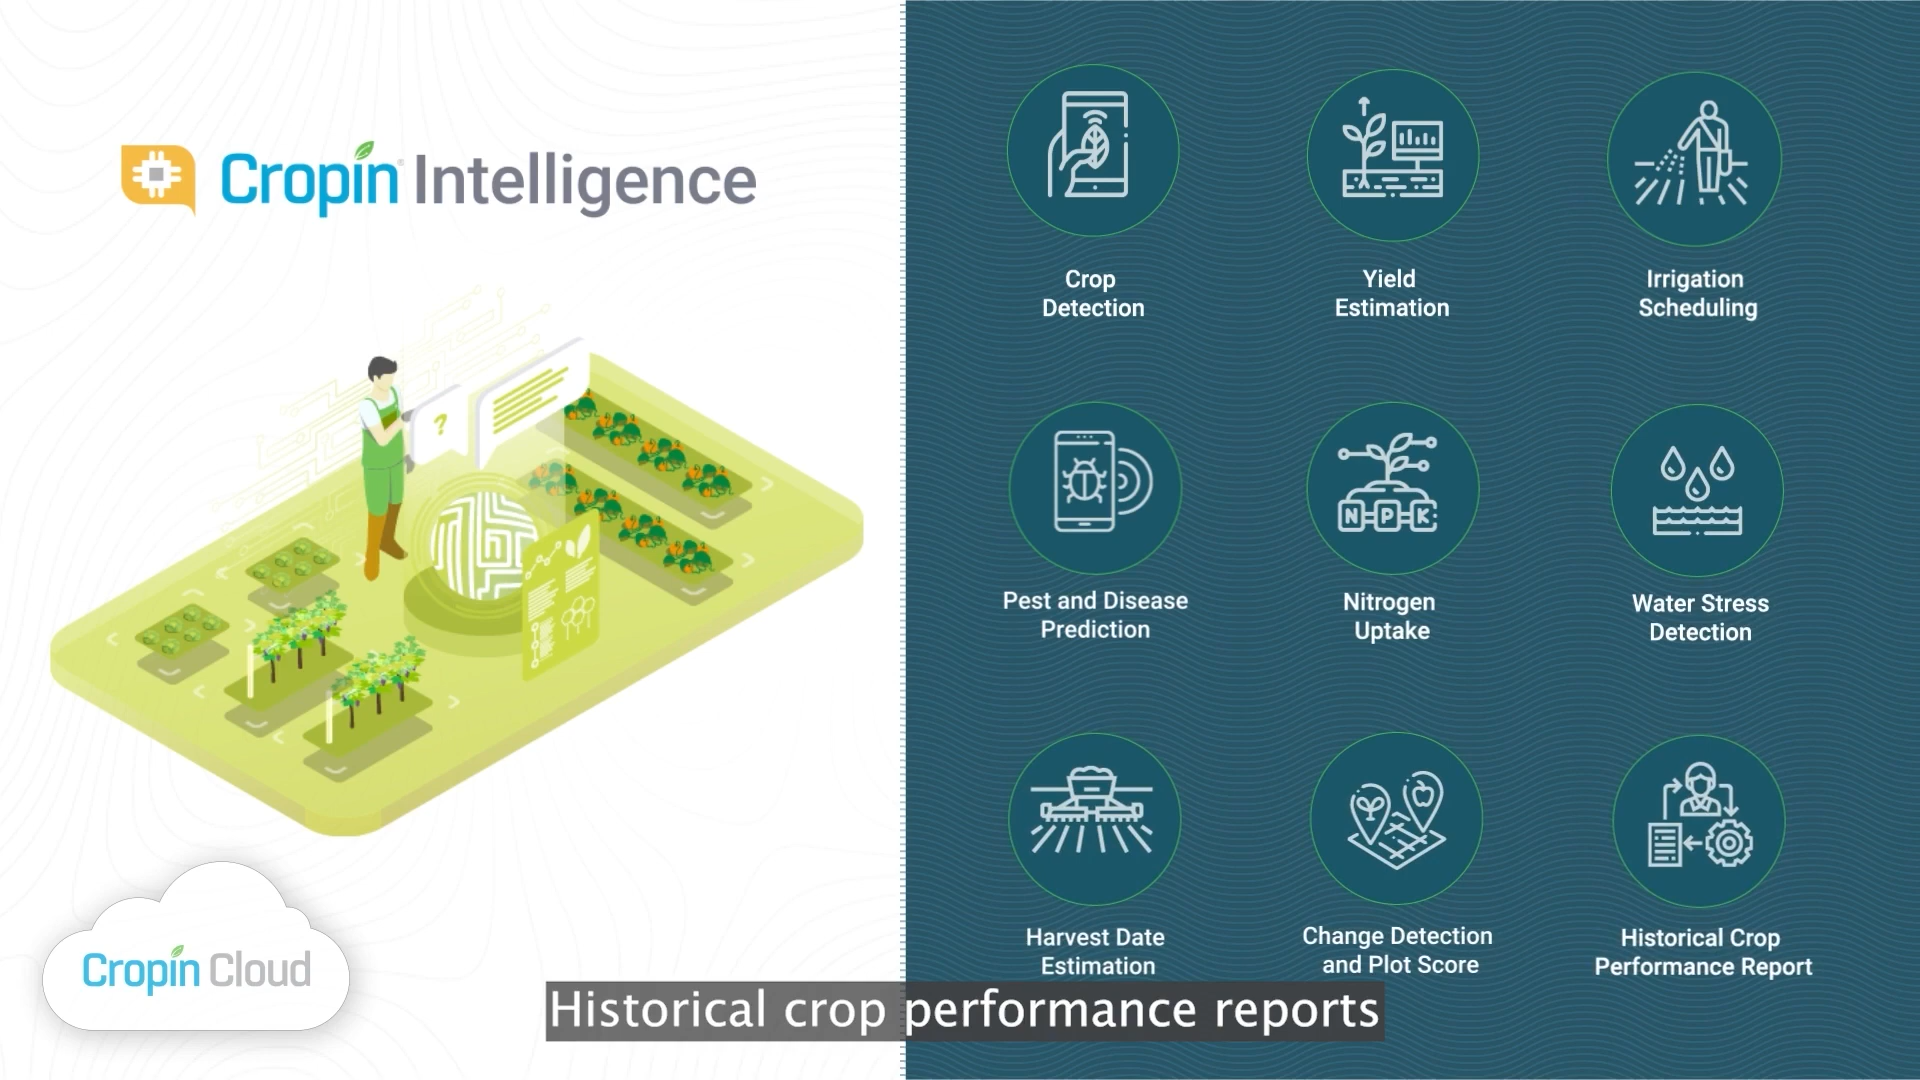 Cropin Intelligence
?
Crop
Detection
Yield
Estimation
Irrigation
Scheduling
Pest and Disease
Prediction
N P K
Nitrogen
Uptake
Water Stress
Detection
Harvest Date
Estimation
Change Detection
and Plot Score
Historical Crop
Performance Report
Cropin Cloud
Historical crop performance reports